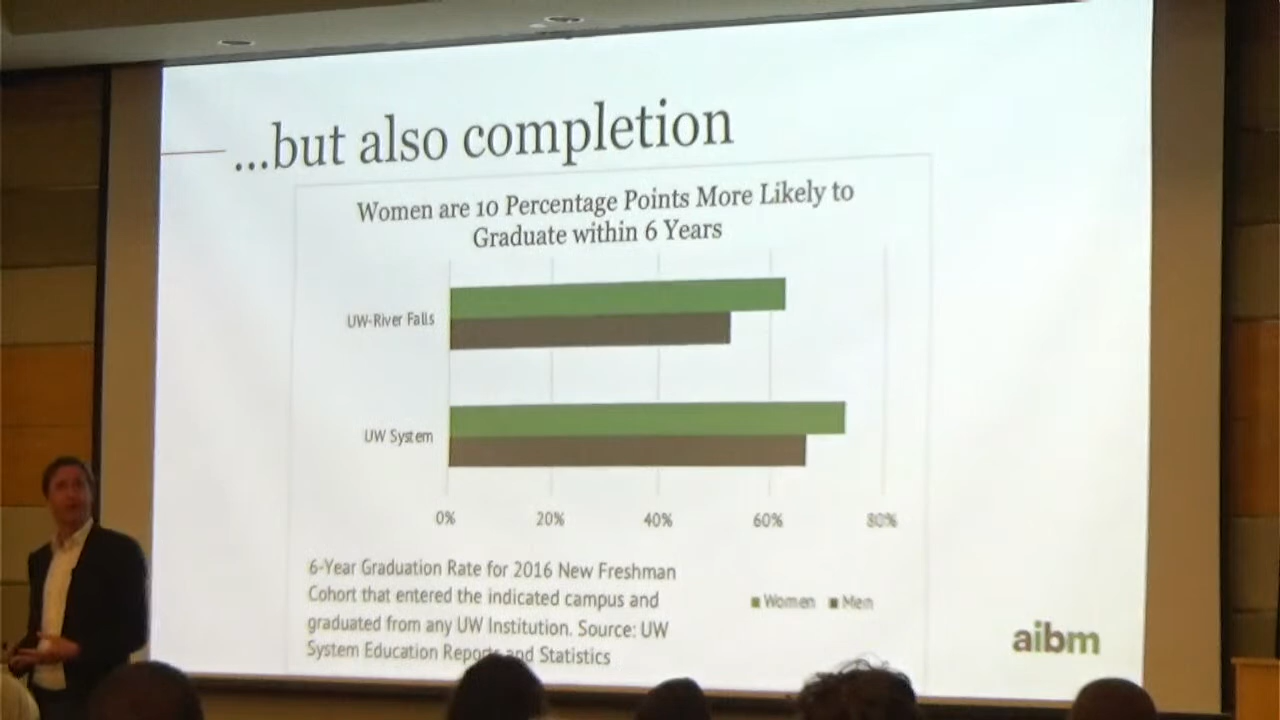 ...but also completion
Women are 10 Percentage Points More Likely to
Graduate within 6 Years
UW-River Falls
UW System
0% 20% 40% 60% 80%
6-Year Graduation Rate for 2016 New Freshman
Cohort that entered the indicated campus and
graduated from any UW Institution. Source: UW
System Education Reports and Statistics
Women Men
aibm